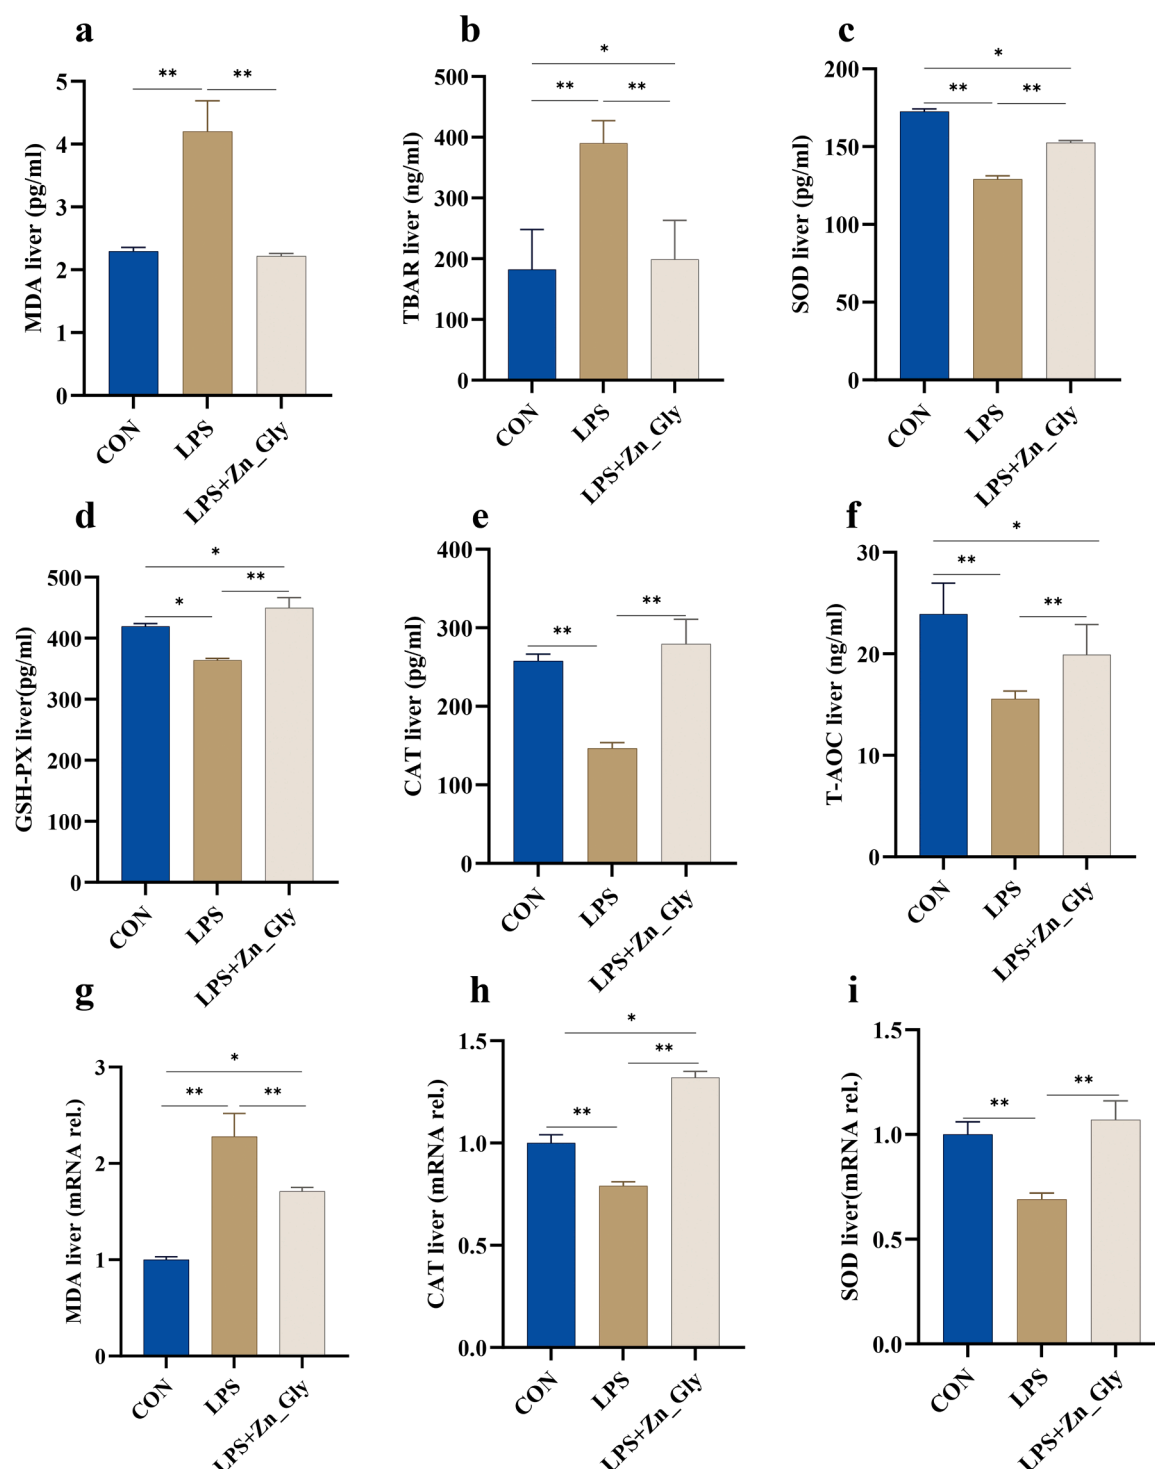 a
**
**
5
4
3
2
1
0
MDA liver (pg/ml)
CON
LPS
LPS+Zn_Gly
b
*
**
**
500
400
300
200
100
0
TBAR liver (ng/ml)
CON
LPS
LPS+Zn_Gly
c
*
**
**
200
150
100
50
0
SOD liver (pg/ml)
CON
LPS
LPS+Zn_Gly
d
*
**
*
500
400
300
200
100
0
GSH-PX liver(pg/ml)
CON
LPS
LPS+Zn_Gly
e
**
**
400
300
200
100
0
CAT liver (pg/ml)
CON
LPS
LPS+Zn_Gly
f
*
**
**
30
20
10
0
T-AOC liver (ng/ml)
CON
LPS
LPS+Zn_Gly
g
*
**
**
3
2
1
0
MDA liver (mRNA rel.)
CON
LPS
LPS+Zn_Gly
h
*
**
**
1.5
1.0
0.5
0.0
CAT liver (mRNA rel.)
CON
LPS
LPS+Zn_Gly
i
**
**
1.5
1.0
0.5
0.0
SOD liver(mRNA rel.)
CON
LPS
LPS+Zn_Gly